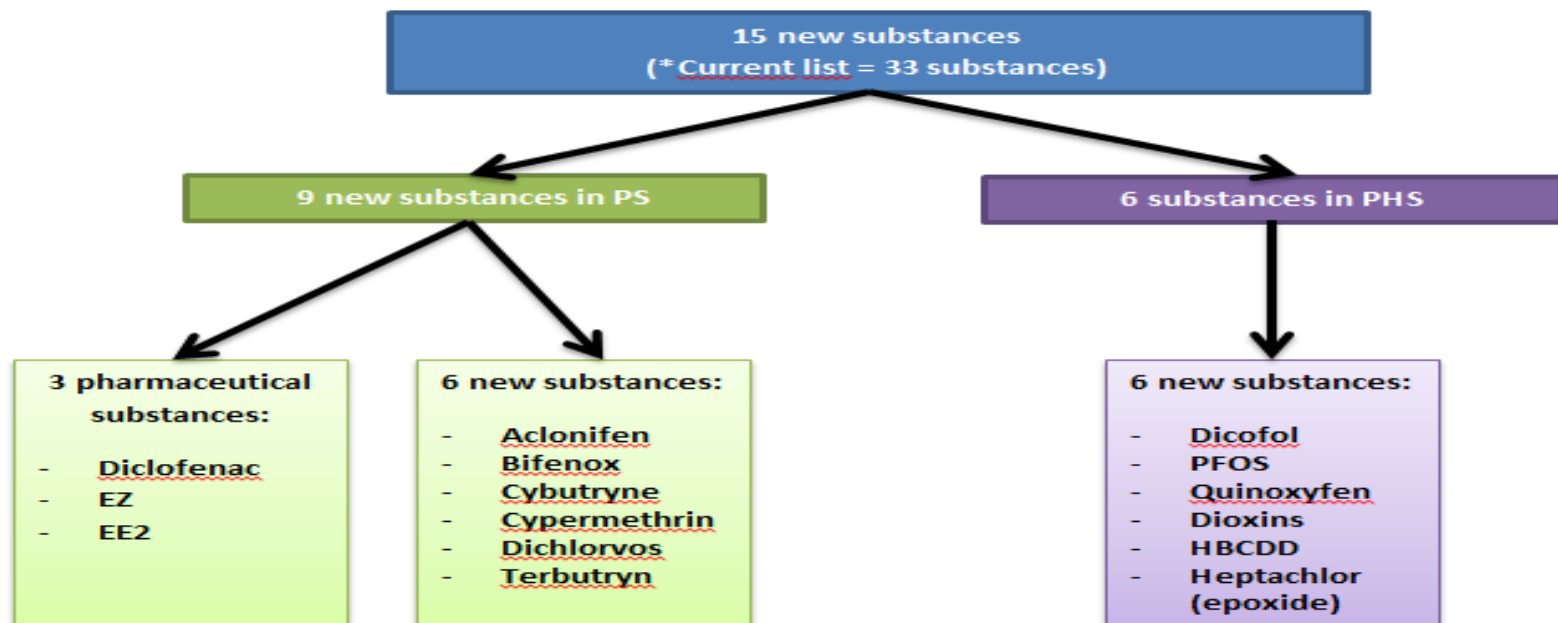 15 new substances
(*Current list = 33 substances)
9 new substances in PS
6 substances in PHS
3 pharmaceutical
substances:
- Diclofenac
- EZ
- EE2
6 new substances:
- Aclonifen
- Bifenox
- Cybutryne
- Cypermethrin
- Dichlorvos
- Terbutryn
6 new substances:
- Dicofol
- PFOS
- Quinoxyfen
- Dioxins
- HBCDD
- Heptachlor
(epoxide)